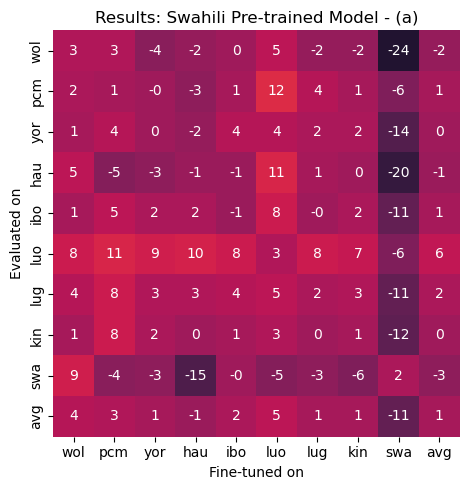 Results: Swahili Pre-trained Model - (a)
Evaluated on
wol 3 3 -4 -2 0 5 -2 -2 -24 -2
pcm 2 1 -0 -3 1 12 4 1 -6 1
yor 1 4 0 -2 4 4 2 2 -14 0
hau 5 -5 -3 -1 -1 11 1 0 -20 -1
ibo 1 5 2 2 -1 8 -0 2 -11 1
luo 8 11 9 10 8 3 8 7 -6 6
lug 4 8 3 3 4 5 2 3 -11 2
kin 1 8 2 0 1 3 0 1 -12 0
swa 9 -4 -3 -15 -0 -5 -3 -6 2 -3
avg 4 3 1 -1 2 5 1 1 -11 1
wol pcm yor hau ibo luo lug kin swa avg
Fine-tuned on